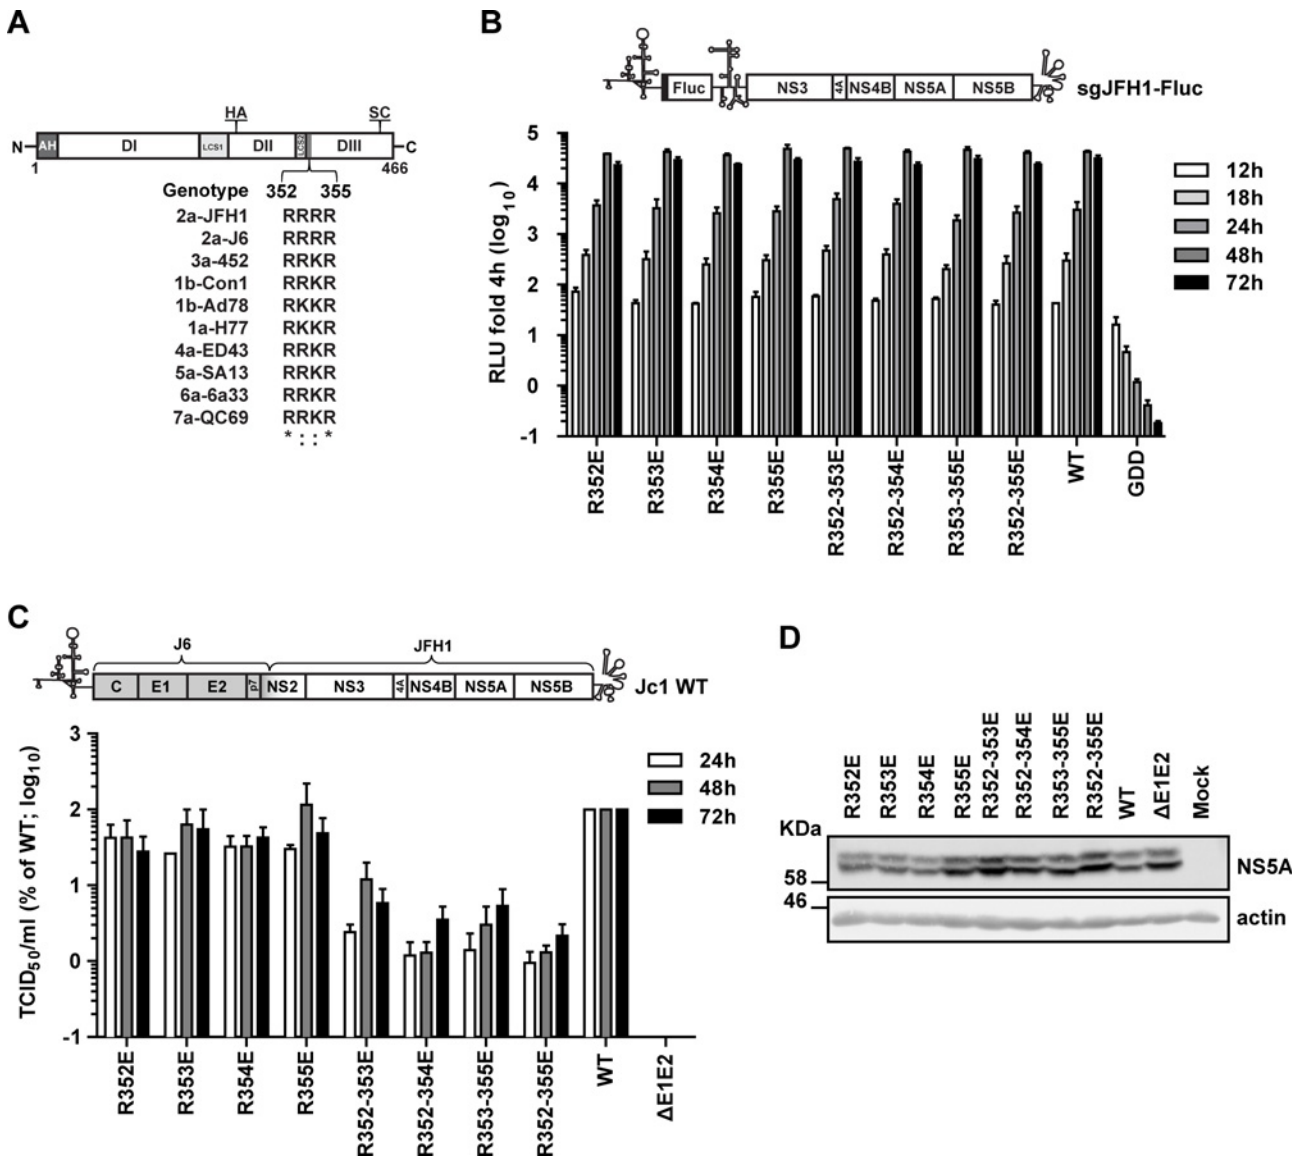 A
HA SC
N AH DI LCS1 DII LCS2 DIII C
1 466
Genotype 352 355
2a-JFH1 RRRR
2a-J6 RRRR
3a-452 RRKR
1b-Con1 RRKR
1b-Ad78 RKKR
1a-H77 RKKR
4a-ED43 RRKR
5a-SA13 RRKR
6a-6a33 RRKR
7a-QC69 RRKR
* : : *
B
Fluc NS3 4A NS4B NS5A NS5B sgJFH1-Fluc
RLU fold 4h (log10)
5
4
3
2
1
0
-1
12h
18h
24h
48h
72h
R352E
R353E
R354E
R355E
R352-353E
R352-354E
R353-355E
R352-355E
WT
GDD
C
J6 JFH1
C E1 E2 p7 NS2 NS3 4A NS4B NS5A NS5B Jc1 WT
TCID50/ml (% of WT; log10)
3
2
1
0
-1
24h
48h
72h
R352E
R353E
R354E
R355E
R352-353E
R352-354E
R353-355E
R352-355E
WT
ΔE1E2
D
R352E
R353E
R354E
R355E
R352-353E
R352-354E
R353-355E
R352-355E
WT
ΔE1E2
Mock
KDa
58
46
NS5A
actin